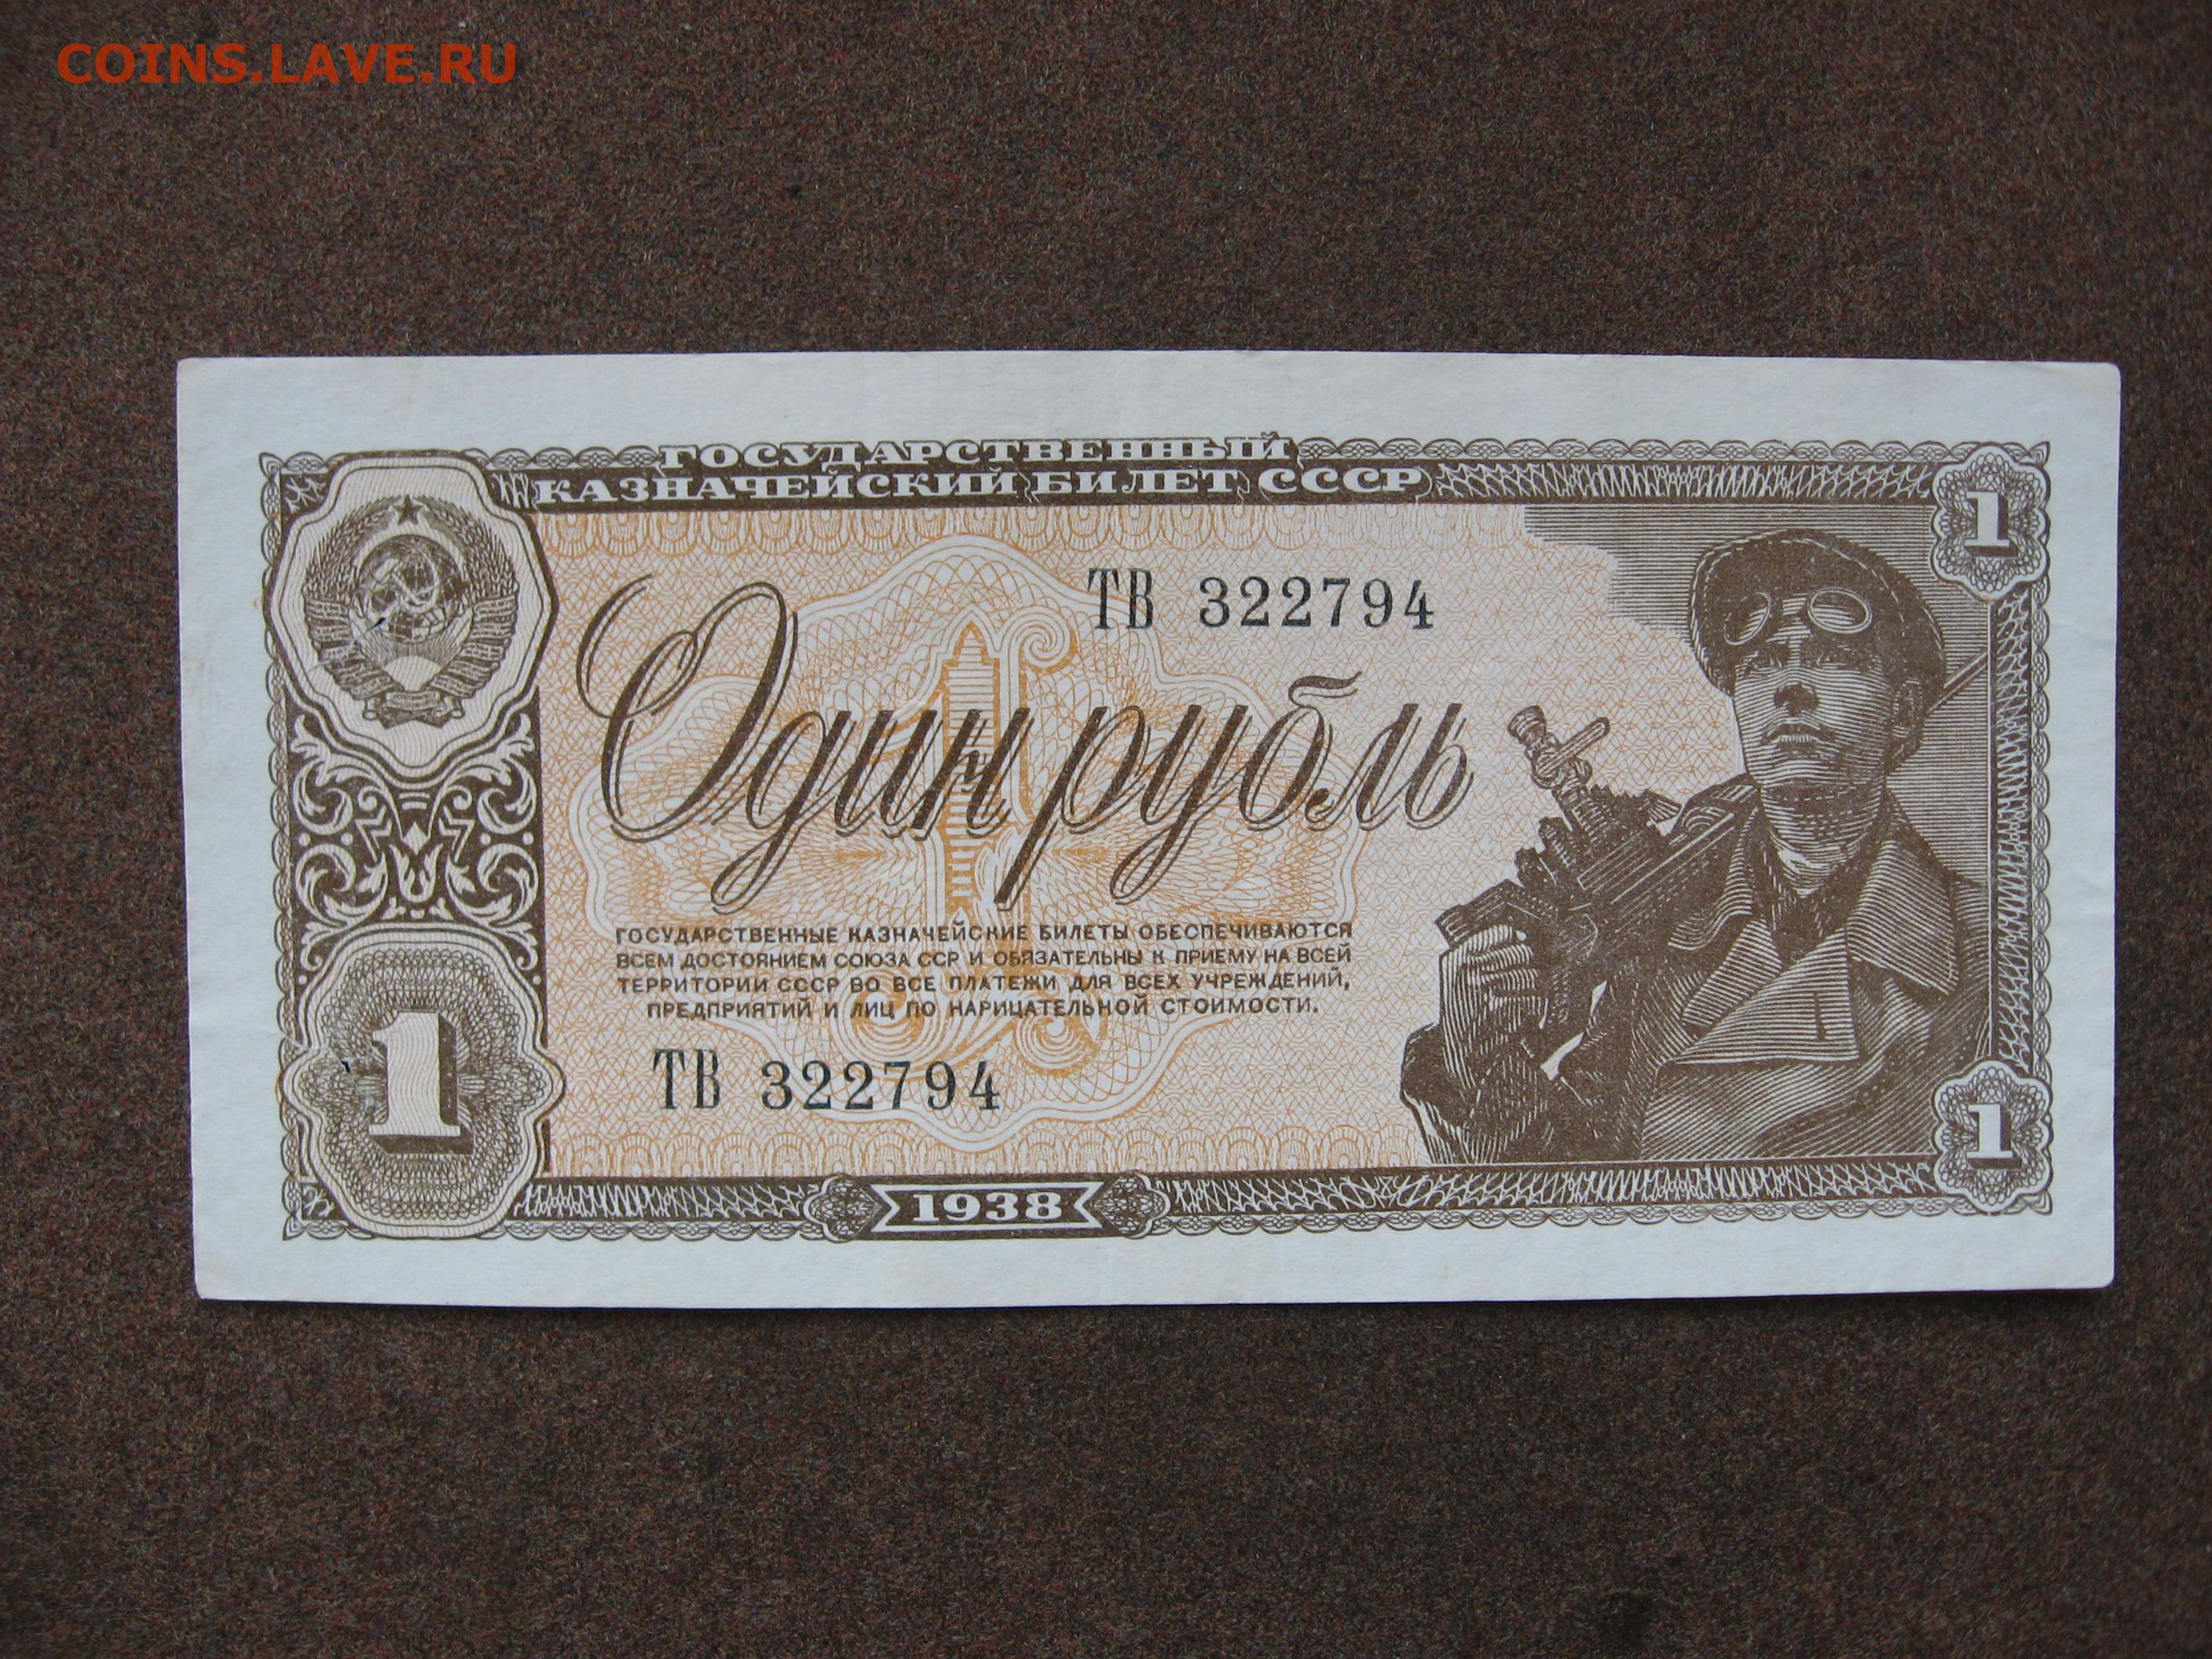 COINS.LAVE.RU
ГОСУДАРСТВЕННЫЙ
КАЗНАЧЕЙСКИЙ БИЛЕТ СССР
1
ТВ 322794
Один рубль
ГОСУДАРСТВЕННЫЕ КАЗНАЧЕЙСКИЕ БИЛЕТЫ ОБЕСПЕЧИВАЮТСЯ
ВСЕМ ДОСТОЯНИЕМ СОЮЗА ССР И ОБЯЗАТЕЛЬНЫ К ПРИЕМУ НА ВСЕЙ
ТЕРРИТОРИИ СССР ВО ВСЕ ПЛАТЕЖИ ДЛЯ ВСЕХ УЧРЕЖДЕНИЙ,
ПРЕДПРИЯТИЙ И ЛИЦ ПО НАРИЦАТЕЛЬНОЙ СТОИМОСТИ.
1
ТВ 322794
1
1938